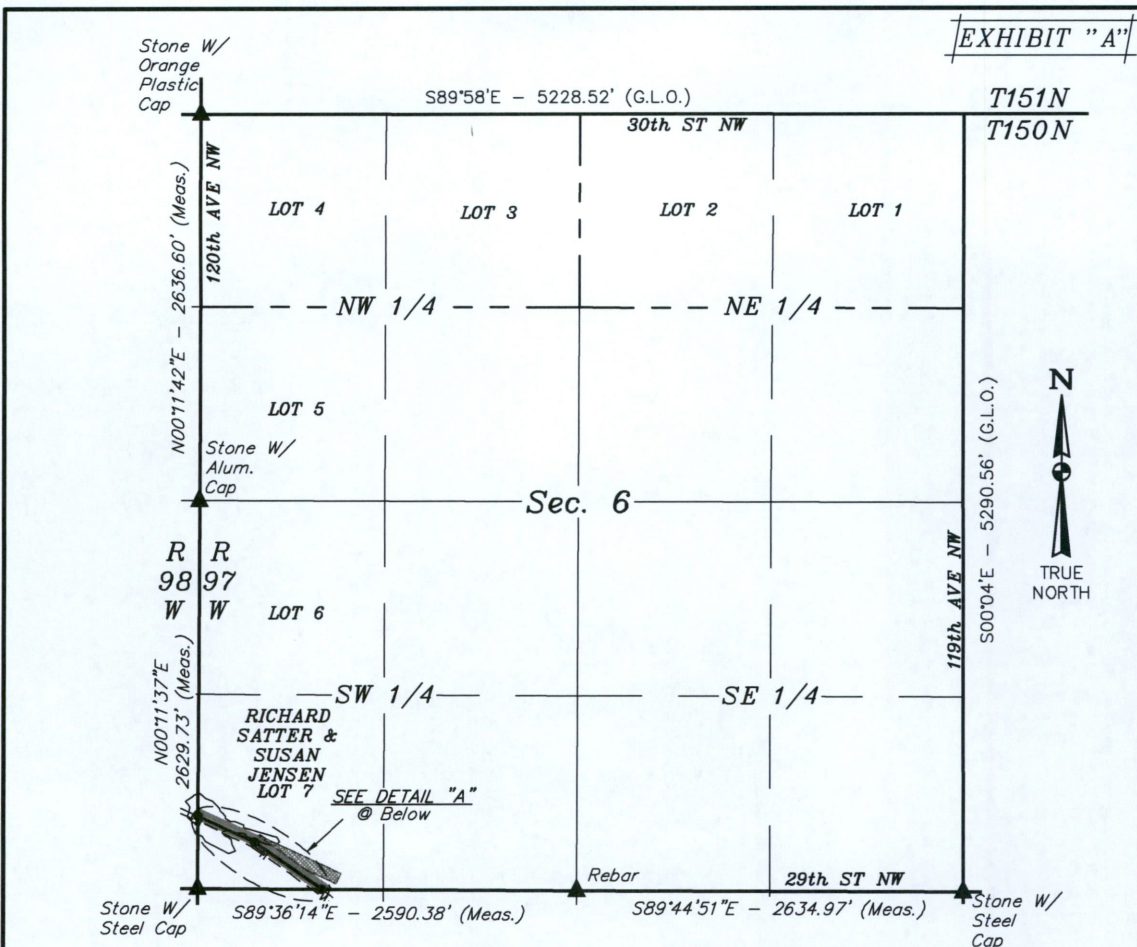 EXHIBIT "A"
Stone W/
Orange
Plastic
Cap
S89°58'E - 5228.52' (G.L.O.)
T151N
30th ST NW
T150N
N00°11'42"E - 2636.60' (Meas.)
120th AVE NW
LOT 4
LOT 3
LOT 2
LOT 1
NW 1/4
NE 1/4
LOT 5
Stone W/
Alum.
Cap
Sec. 6
S00°04'E - 5290.56' (G.L.O.)
119th AVE NW
N
TRUE
NORTH
R R
98 97
W W
LOT 6
N00°11'37"E
2629.73' (Meas.)
SW 1/4
SE 1/4
RICHARD
SATTER &
SUSAN
JENSEN
LOT 7
SEE DETAIL "A"
@ Below
Rebar
29th ST NW
Stone W/
Steel Cap
S89°36'14"E - 2590.38' (Meas.)
S89°44'51"E - 2634.97' (Meas.)
Stone W/
Steel
Cap